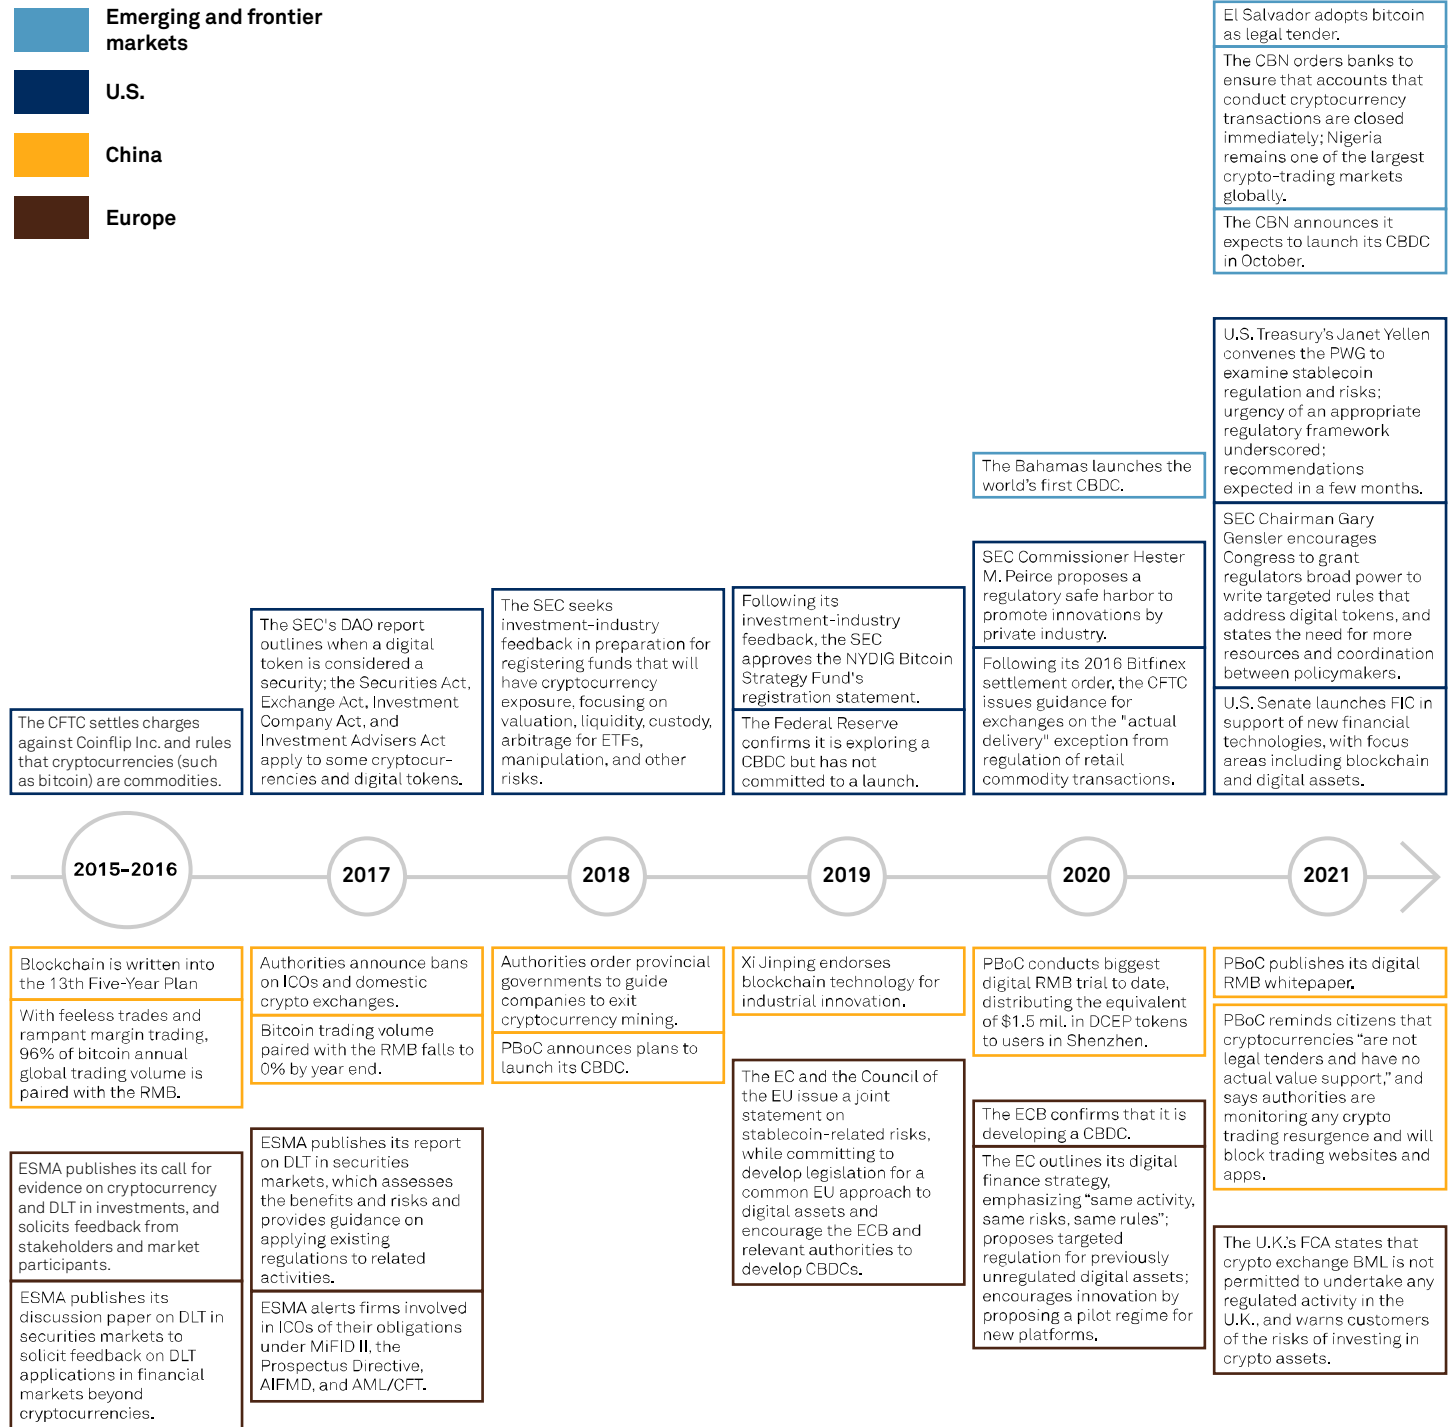 Emerging and frontier
markets
U.S.
China
Europe
El Salvador adopts bitcoin
as legal tender.
The CBN orders banks to
ensure that accounts that
conduct cryptocurrency
transactions are closed
immediately; Nigeria
remains one of the largest
crypto-trading markets
globally.
The CBN announces it
expects to launch its CBDC
in October.
U.S. Treasury's Janet Yellen
convenes the PWG to
examine stablecoin
regulation and risks;
urgency of an appropriate
regulatory framework
underscored;
recommendations
expected in a few months.
SEC Chairman Gary
Gensler encourages
Congress to grant
regulators broad power to
write targeted rules that
address digital tokens, and
states the need for more
resources and coordination
between policymakers.
U.S. Senate launches FIC in
support of new financial
technologies, with focus
areas including blockchain
and digital assets.
The Bahamas launches the
world's first CBDC.
SEC Commissioner Hester
M. Peirce proposes a
regulatory safe harbor to
promote innovations by
private industry.
Following its 2016 Bitfinex
settlement order, the CFTC
issues guidance for
exchanges on the "actual
delivery" exception from
regulation of retail
commodity transactions.
Following its
investment-industry
feedback, the SEC
approves the NYDIG Bitcoin
Strategy Fund's
registration statement.
The Federal Reserve
confirms it is exploring a
CBDC but has not
committed to a launch.
The SEC seeks
investment-industry
feedback in preparation for
registering funds that will
have cryptocurrency
exposure, focusing on
valuation, liquidity, custody,
arbitrage for ETFs,
manipulation, and other
risks.
The SEC's DAO report
outlines when a digital
token is considered a
security; the Securities Act,
Exchange Act, Investment
Company Act, and
Investment Advisers Act
apply to some cryptocur-
rencies and digital tokens.
The CFTC settles charges
against Coinflip Inc. and rules
that cryptocurrencies (such
as bitcoin) are commodities.
2015-2016
2017
2018
2019
2020
2021
Blockchain is written into
the 13th Five-Year Plan
With feeless trades and
rampant margin trading,
96% of bitcoin annual
global trading volume is
paired with the RMB.
ESMA publishes its call for
evidence on cryptocurrency
and DLT in investments, and
solicits feedback from
stakeholders and market
participants.
ESMA publishes its
discussion paper on DLT in
securities markets to
solicit feedback on DLT
applications in financial
markets beyond
cryptocurrencies.
Authorities announce bans
on ICOs and domestic
crypto exchanges.
Bitcoin trading volume
paired with the RMB falls to
0% by year end.
ESMA publishes its report
on DLT in securities
markets, which assesses
the benefits and risks and
provides guidance on
applying existing
regulations to related
activities.
ESMA alerts firms involved
in ICOs of their obligations
under MiFID II, the
Prospectus Directive,
AIFMD, and AML/CFT.
Authorities order provincial
governments to guide
companies to exit
cryptocurrency mining.
PBoC announces plans to
launch its CBDC.
Xi Jinping endorses
blockchain technology for
industrial innovation.
The EC and the Council of
the EU issue a joint
statement on
stablecoin-related risks,
while committing to
develop legislation for a
common EU approach to
digital assets and
encourage the ECB and
relevant authorities to
develop CBDCs.
PBoC conducts biggest
digital RMB trial to date,
distributing the equivalent
of $1.5 mil. in DCEP tokens
to users in Shenzhen.
The ECB confirms that it is
developing a CBDC.
The EC outlines its digital
finance strategy,
emphasizing “same activity,
same risks, same rules”;
proposes targeted
regulation for previously
unregulated digital assets;
encourages innovation by
proposing a pilot regime for
new platforms.
PBoC publishes its digital
RMB whitepaper.
PBoC reminds citizens that
cryptocurrencies “are not
legal tenders and have no
actual value support,” and
says authorities are
monitoring any crypto
trading resurgence and will
block trading websites and
apps.
The U.K.'s FCA states that
crypto exchange BML is not
permitted to undertake any
regulated activity in the
U.K., and warns customers
of the risks of investing in
crypto assets.